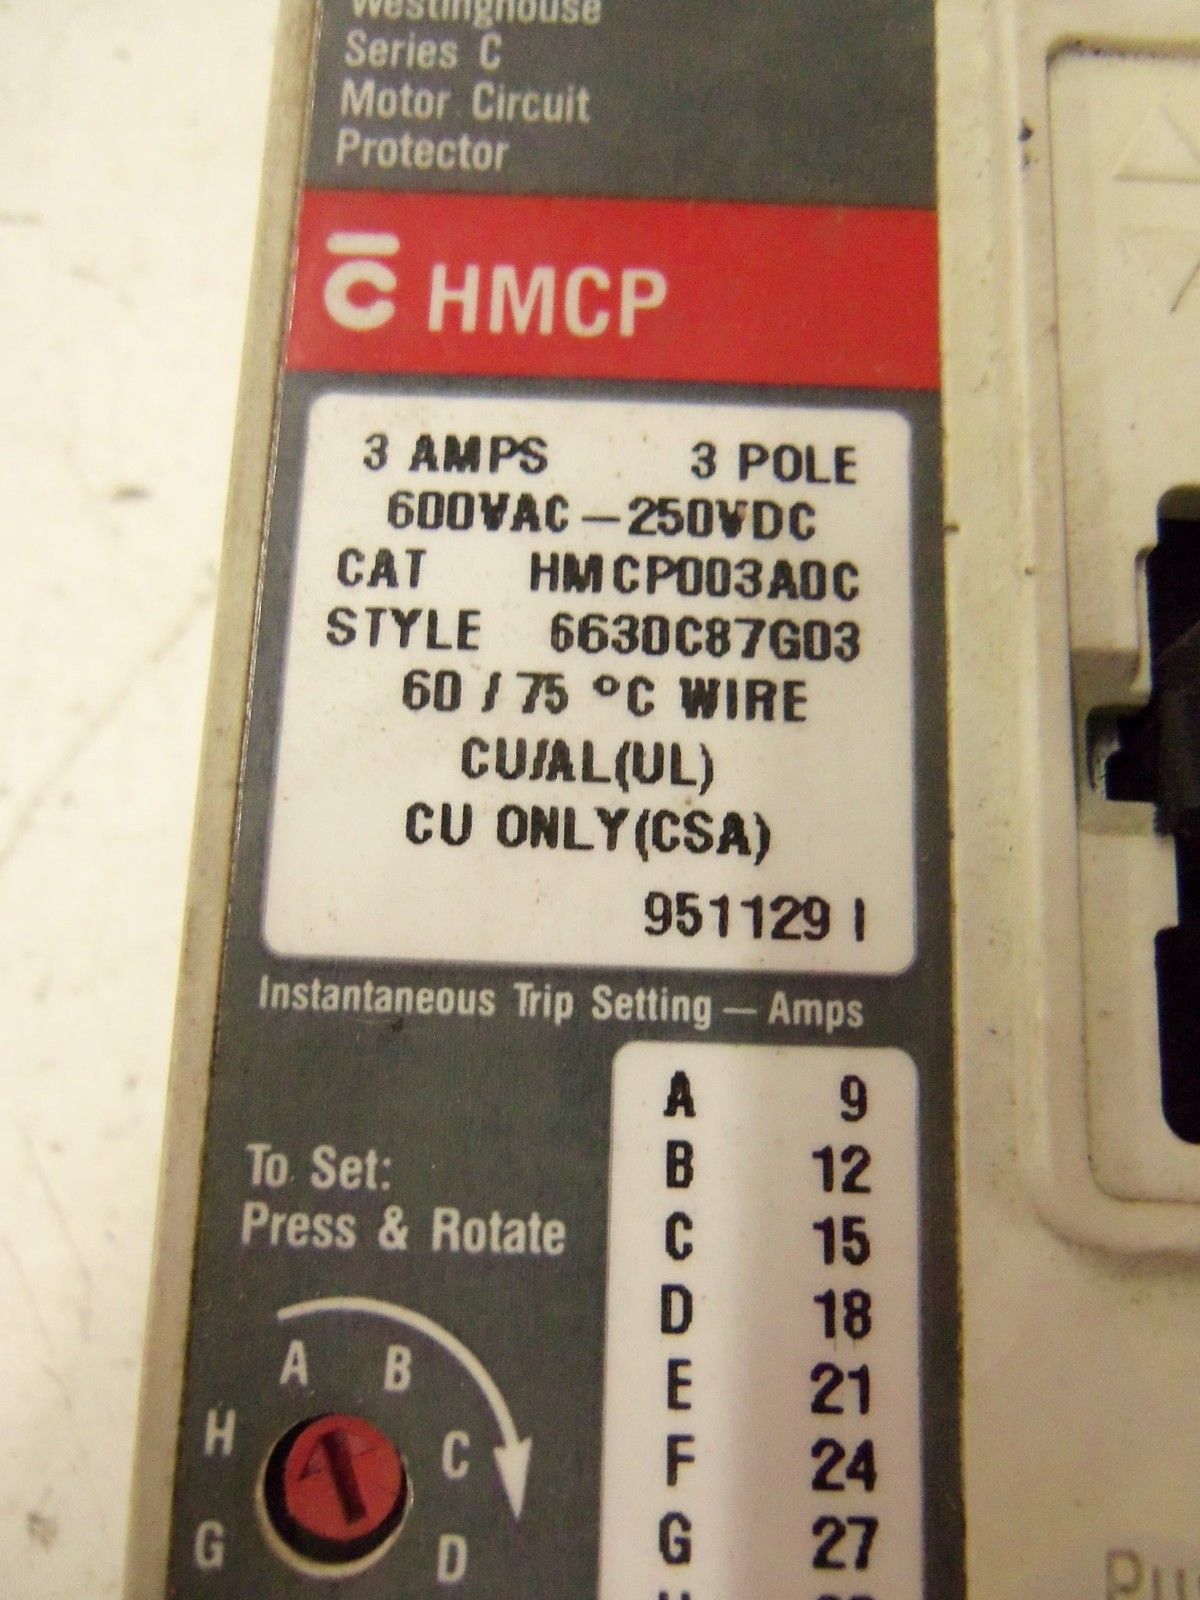 Westinghouse
Series C
Motor Circuit
Protector
C HMCP
3 AMPS 3 POLE
600VAC – 250VDC
CAT HMCP003A0C
STYLE 6630C87G03
60 / 75 °C WIRE
CU/AL(UL)
CU ONLY(CSA)
951129 I
Instantaneous Trip Setting — Amps
A 9
B 12
C 15
D 18
E 21
F 24
G 27
To Set:
Press & Rotate
A B
H C
G D